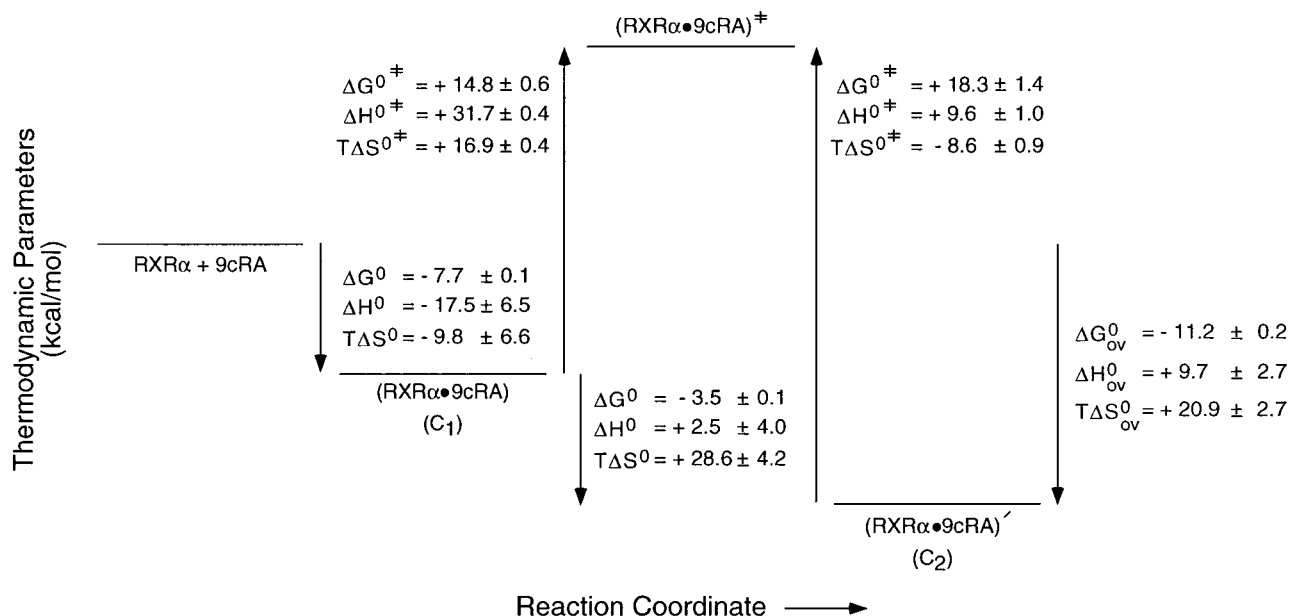 (RXRα●9cRA)‡
ΔG⁰‡ = + 14.8 ± 0.6
ΔH⁰‡ = + 31.7 ± 0.4
TΔS⁰‡ = + 16.9 ± 0.4
ΔG⁰‡ = + 18.3 ± 1.4
ΔH⁰‡ = + 9.6 ± 1.0
TΔS⁰‡ = - 8.6 ± 0.9
Thermodynamic Parameters
(kcal/mol)
RXRα + 9cRA
ΔG⁰ = - 7.7 ± 0.1
ΔH⁰ = - 17.5 ± 6.5
TΔS⁰ = - 9.8 ± 6.6
(RXRα●9cRA)
(C₁)
ΔG⁰ = - 3.5 ± 0.1
ΔH⁰ = + 2.5 ± 4.0
TΔS⁰ = + 28.6 ± 4.2
(RXRα●9cRA)′
(C₂)
ΔG⁰ov = - 11.2 ± 0.2
ΔH⁰ov = + 9.7 ± 2.7
TΔS⁰ov = + 20.9 ± 2.7
Reaction Coordinate